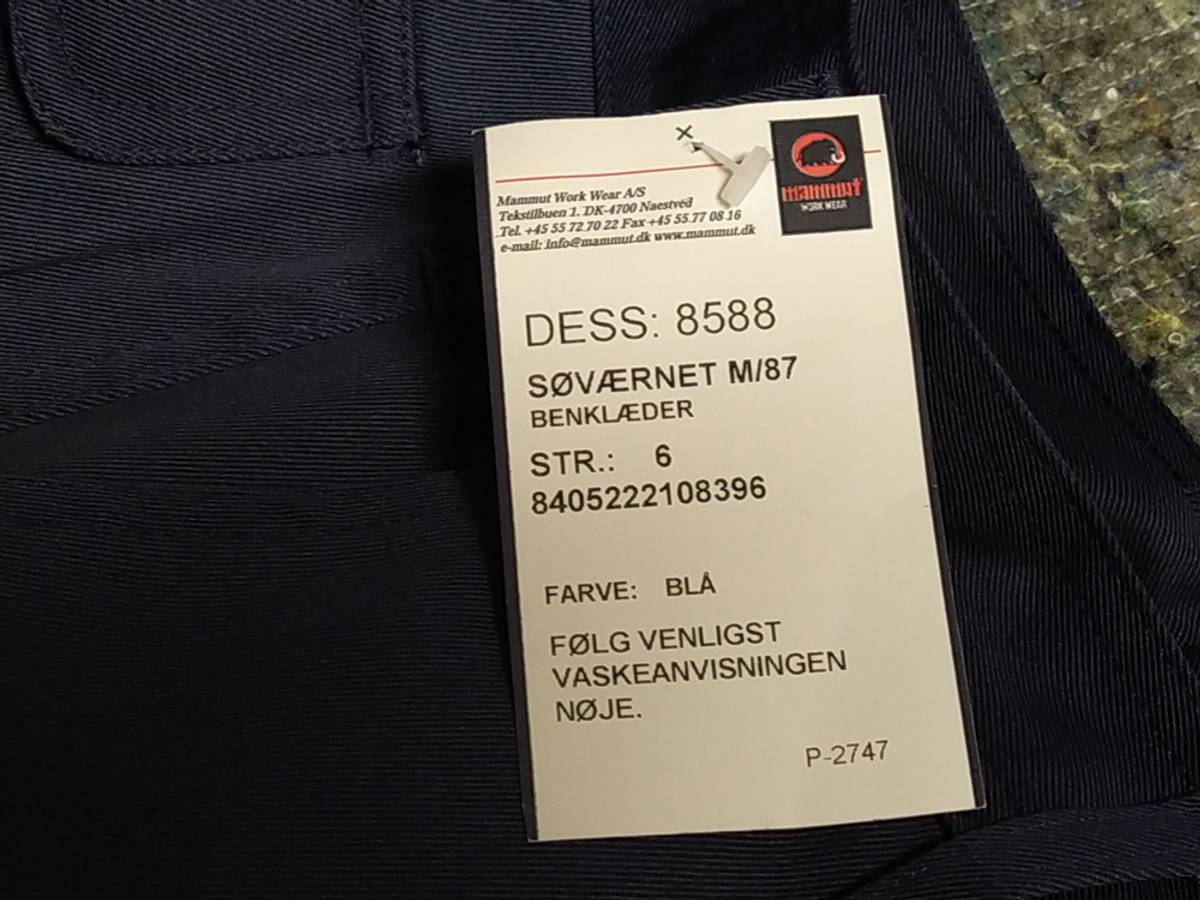 Mammut Work Wear A/S
Tekstilbuen 1. DK-4700 Naestved
Tel. +45 55 72 70 22 Fax +45 55 77 08 16
e-mail: info@mammut.dk www.mammut.dk
mammut
WORK WEAR
DESS: 8588
SØVÆRNET M/87
BENKLÆDER
STR.: 6
8405222108396
FARVE: BLÅ
FØLG VENLIGST
VASKEANVISNINGEN
NØJE.
P-2747